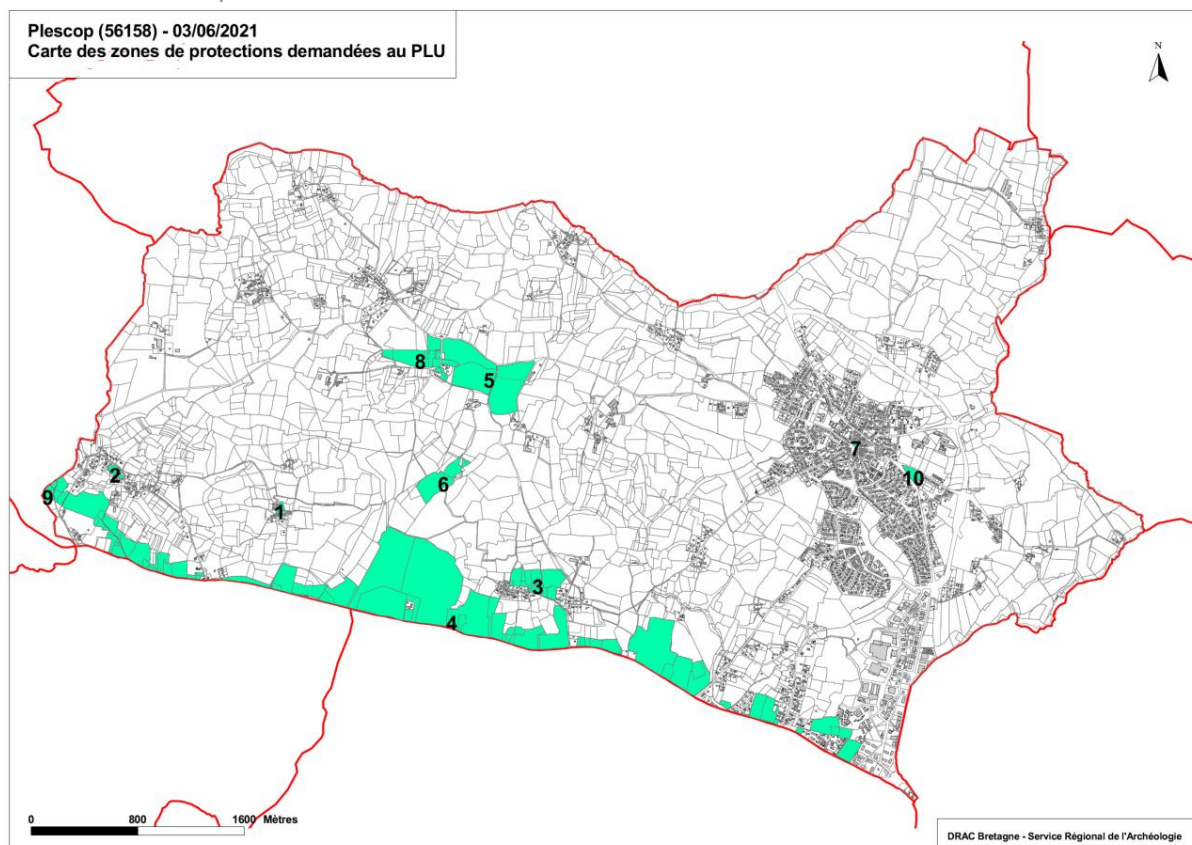 Plescop (56158) - 03/06/2021
Carte des zones de protections demandées au PLU
N
8
5
7
2
10
6
9
1
3
4
0 800 1600 Mètres
DRAC Bretagne - Service Régional de l'Archéologie